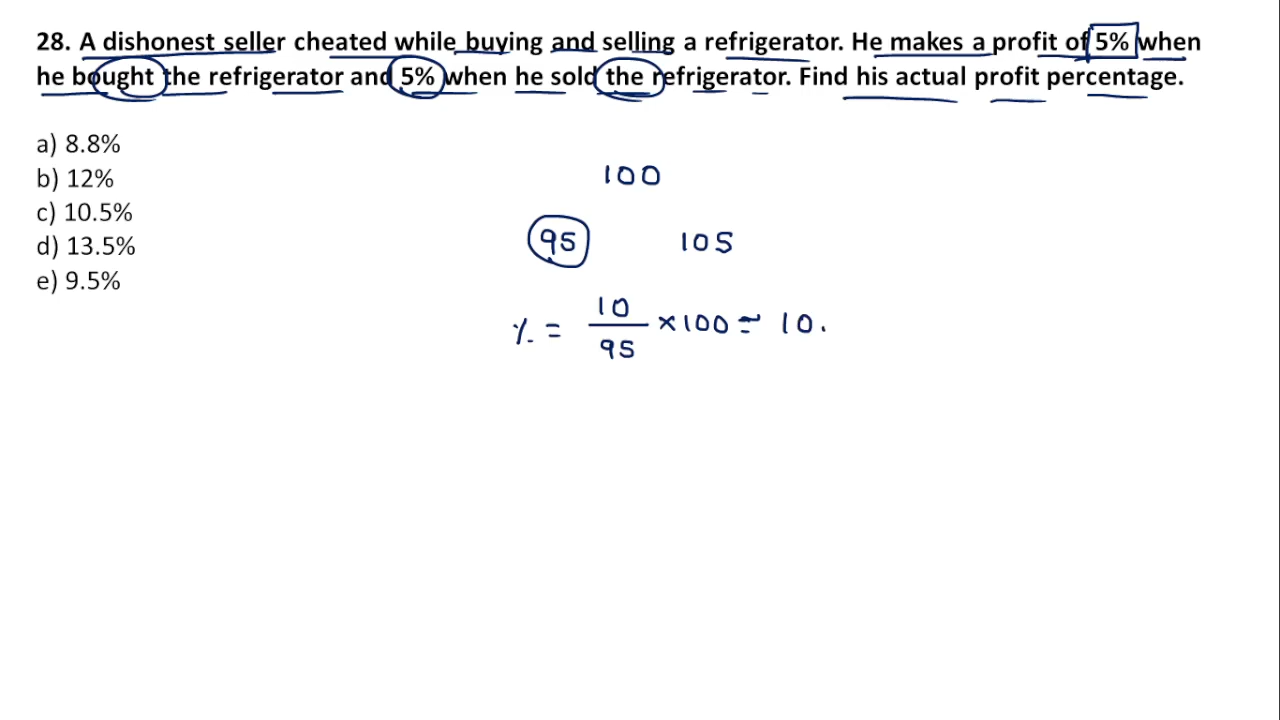 28. A dishonest seller cheated while buying and selling a refrigerator. He makes a profit of 5% when
he bought the refrigerator and 5% when he sold the refrigerator. Find his actual profit percentage.
a) 8.8%
b) 12%
c) 10.5%
d) 13.5%
e) 9.5%
100
95 105
% = 10/95 × 100 = 10.